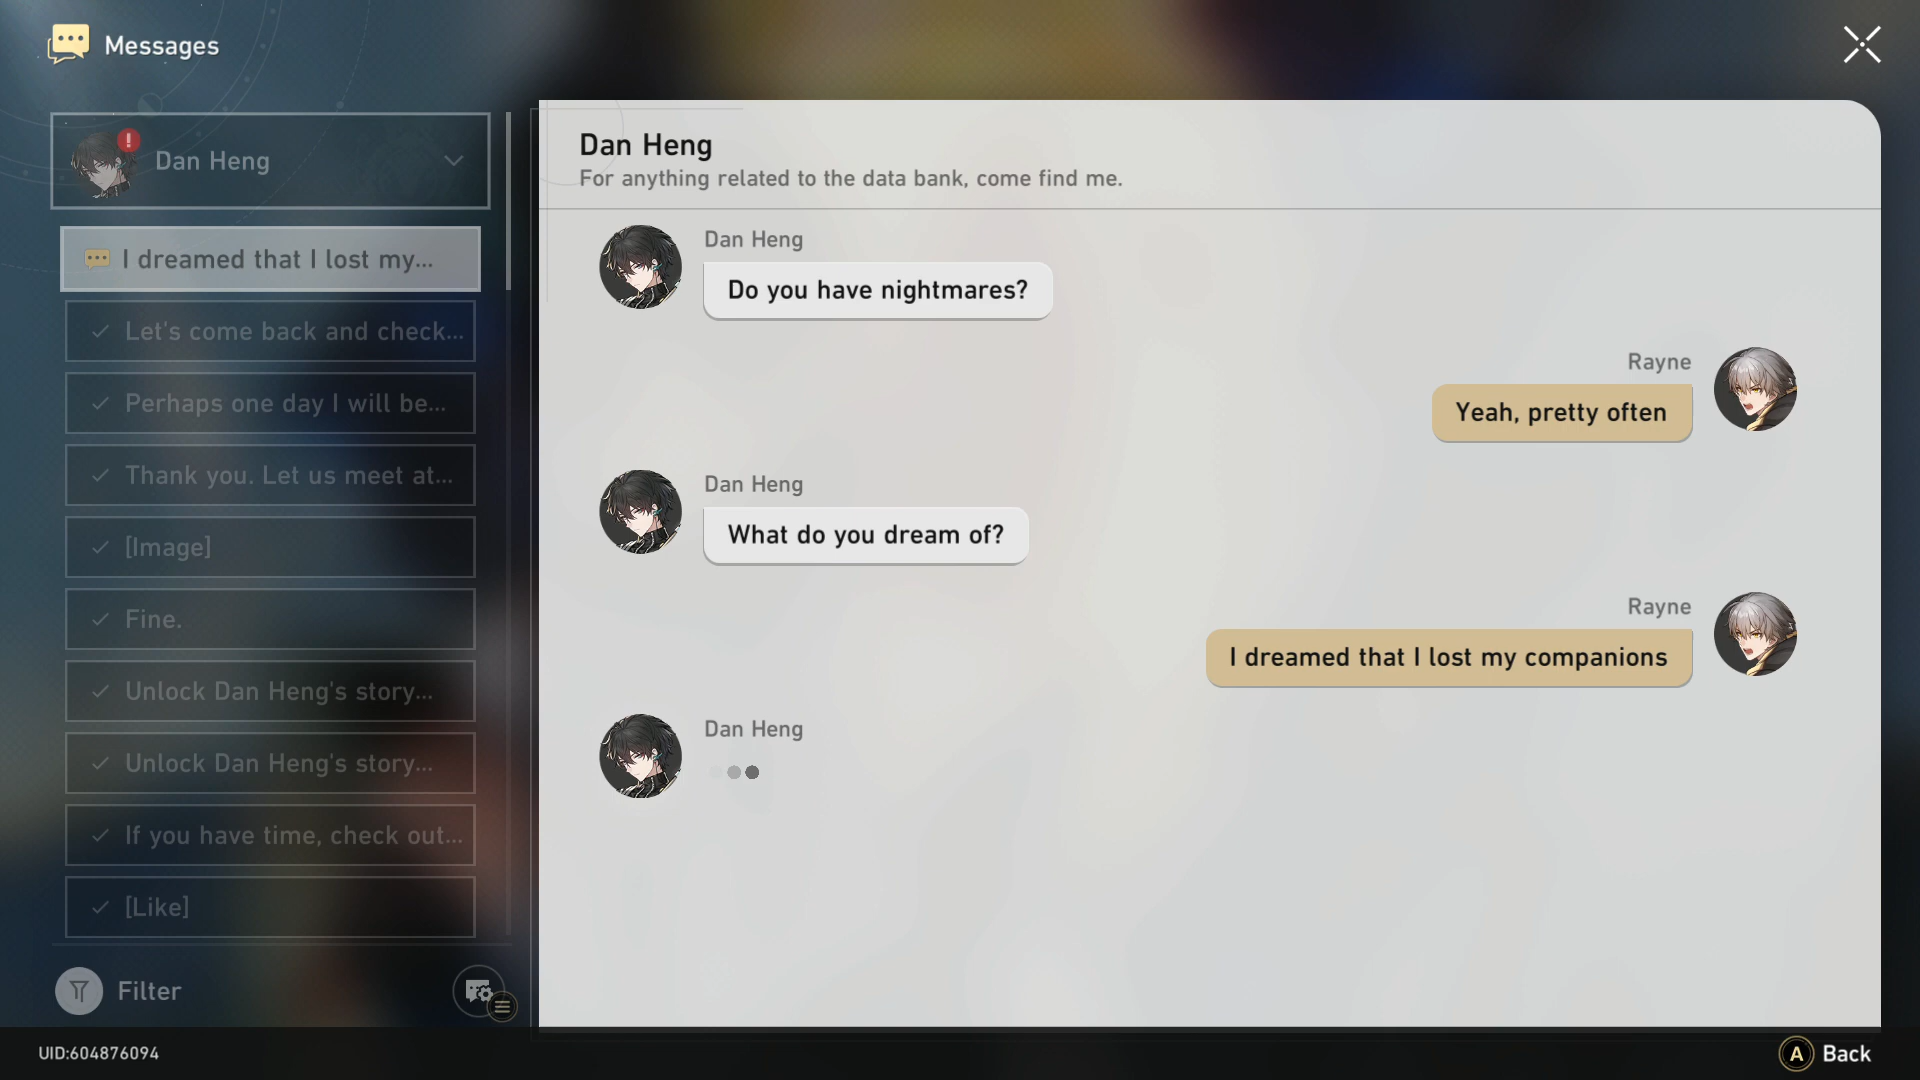 Messages
Dan Heng
I dreamed that I lost my...
Let's come back and check...
Perhaps one day I will be...
Thank you. Let us meet at...
[Image]
Fine.
Unlock Dan Heng's story...
Unlock Dan Heng's story...
If you have time, check out...
[Like]
Filter
Dan Heng
For anything related to the data bank, come find me.
Dan Heng
Do you have nightmares?
Rayne
Yeah, pretty often
Dan Heng
What do you dream of?
Rayne
I dreamed that I lost my companions
Dan Heng
UID:604876094
A Back